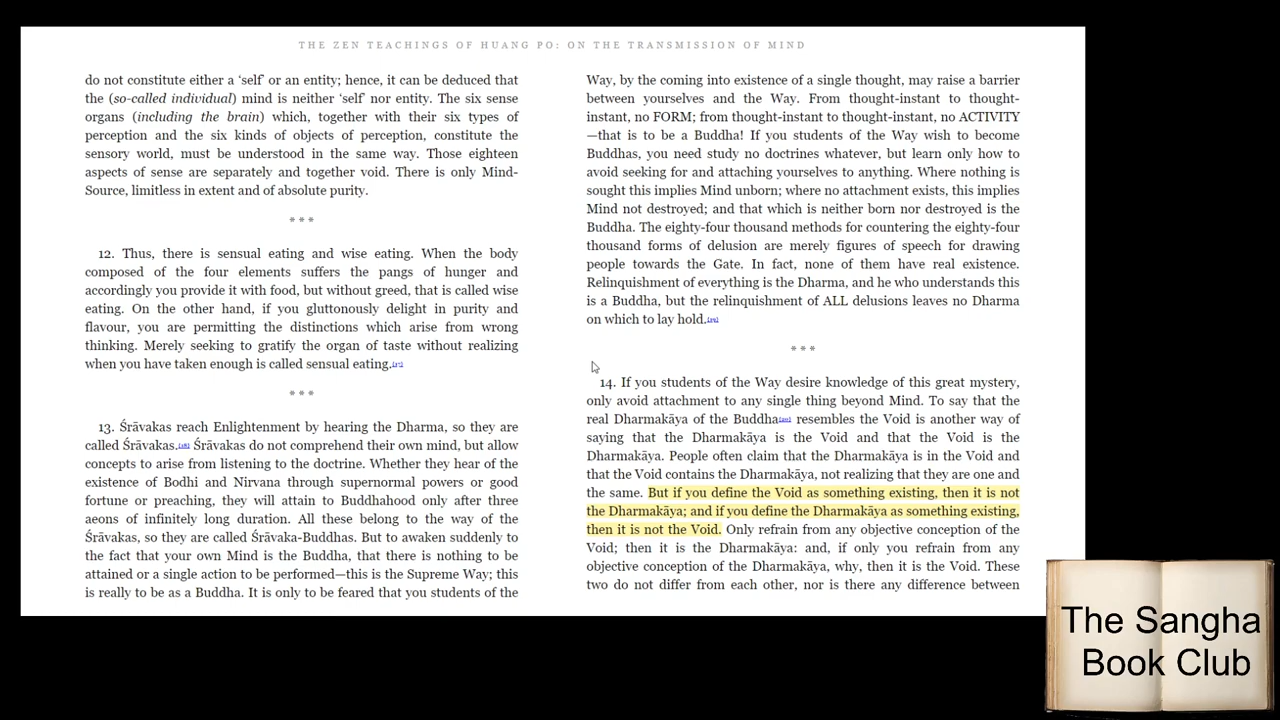 THE ZEN TEACHINGS OF HUANG PO: ON THE TRANSMISSION OF MIND
do not constitute either a ‘self’ or an entity; hence, it can be deduced that
the (so-called individual) mind is neither ‘self’ nor entity. The six sense
organs (including the brain) which, together with their six types of
perception and the six kinds of objects of perception, constitute the
sensory world, must be understood in the same way. Those eighteen
aspects of sense are separately and together void. There is only Mind-
Source, limitless in extent and of absolute purity.
* * *
12. Thus, there is sensual eating and wise eating. When the body
composed of the four elements suffers the pangs of hunger and
accordingly you provide it with food, but without greed, that is called wise
eating. On the other hand, if you gluttonously delight in purity and
flavour, you are permitting the distinctions which arise from wrong
thinking. Merely seeking to gratify the organ of taste without realizing
when you have taken enough is called sensual eating.[17]
* * *
13. Śrāvakas reach Enlightenment by hearing the Dharma, so they are
called Śrāvakas.[18] Śrāvakas do not comprehend their own mind, but allow
concepts to arise from listening to the doctrine. Whether they hear of the
existence of Bodhi and Nirvana through supernormal powers or good
fortune or preaching, they will attain to Buddhahood only after three
aeons of infinitely long duration. All these belong to the way of the
Śrāvakas, so they are called Śrāvaka-Buddhas. But to awaken suddenly to
the fact that your own Mind is the Buddha, that there is nothing to be
attained or a single action to be performed—this is the Supreme Way; this
is really to be as a Buddha. It is only to be feared that you students of the
Way, by the coming into existence of a single thought, may raise a barrier
between yourselves and the Way. From thought-instant to thought-
instant, no FORM; from thought-instant to thought-instant, no ACTIVITY
—that is to be a Buddha! If you students of the Way wish to become
Buddhas, you need study no doctrines whatever, but learn only how to
avoid seeking for and attaching yourselves to anything. Where nothing is
sought this implies Mind unborn; where no attachment exists, this implies
Mind not destroyed; and that which is neither born nor destroyed is the
Buddha. The eighty-four thousand methods for countering the eighty-four
thousand forms of delusion are merely figures of speech for drawing
people towards the Gate. In fact, none of them have real existence.
Relinquishment of everything is the Dharma, and he who understands this
is a Buddha, but the relinquishment of ALL delusions leaves no Dharma
on which to lay hold.[19]
* * *
14. If you students of the Way desire knowledge of this great mystery,
only avoid attachment to any single thing beyond Mind. To say that the
real Dharmakāya of the Buddha[20] resembles the Void is another way of
saying that the Dharmakāya is the Void and that the Void is the
Dharmakāya. People often claim that the Dharmakāya is in the Void and
that the Void contains the Dharmakāya, not realizing that they are one and
the same. But if you define the Void as something existing, then it is not
the Dharmakāya; and if you define the Dharmakāya as something existing,
then it is not the Void. Only refrain from any objective conception of the
Void; then it is the Dharmakāya: and, if only you refrain from any
objective conception of the Dharmakāya, why, then it is the Void. These
two do not differ from each other, nor is there any difference between
The Sangha
Book Club